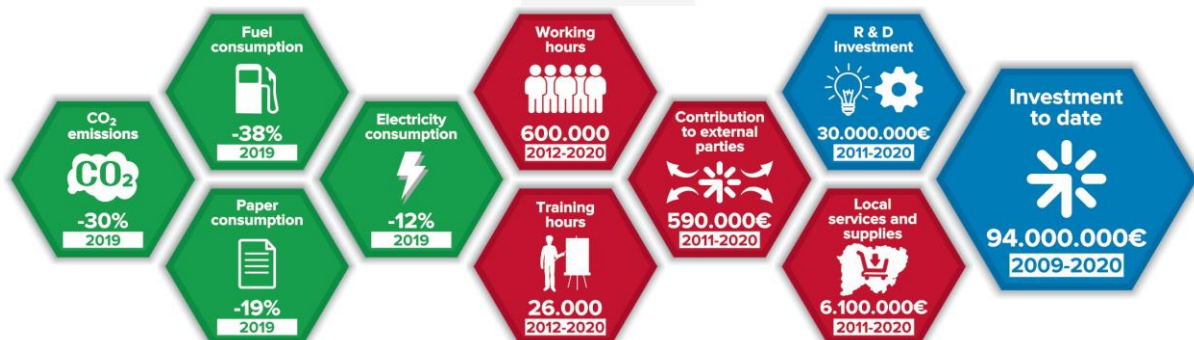 CO₂
emissions
CO₂
-30%
2019
Fuel
consumption
-38%
2019
Paper
consumption
-19%
2019
Electricity
consumption
-12%
2019
Working
hours
600.000
2012-2020
Training
hours
26.000
2012-2020
Contribution
to external
parties
590.000€
2011-2020
R & D
investment
30.000.000€
2011-2020
Local
services and
supplies
6.100.000€
2011-2020
Investment
to date
94.000.000€
2009-2020